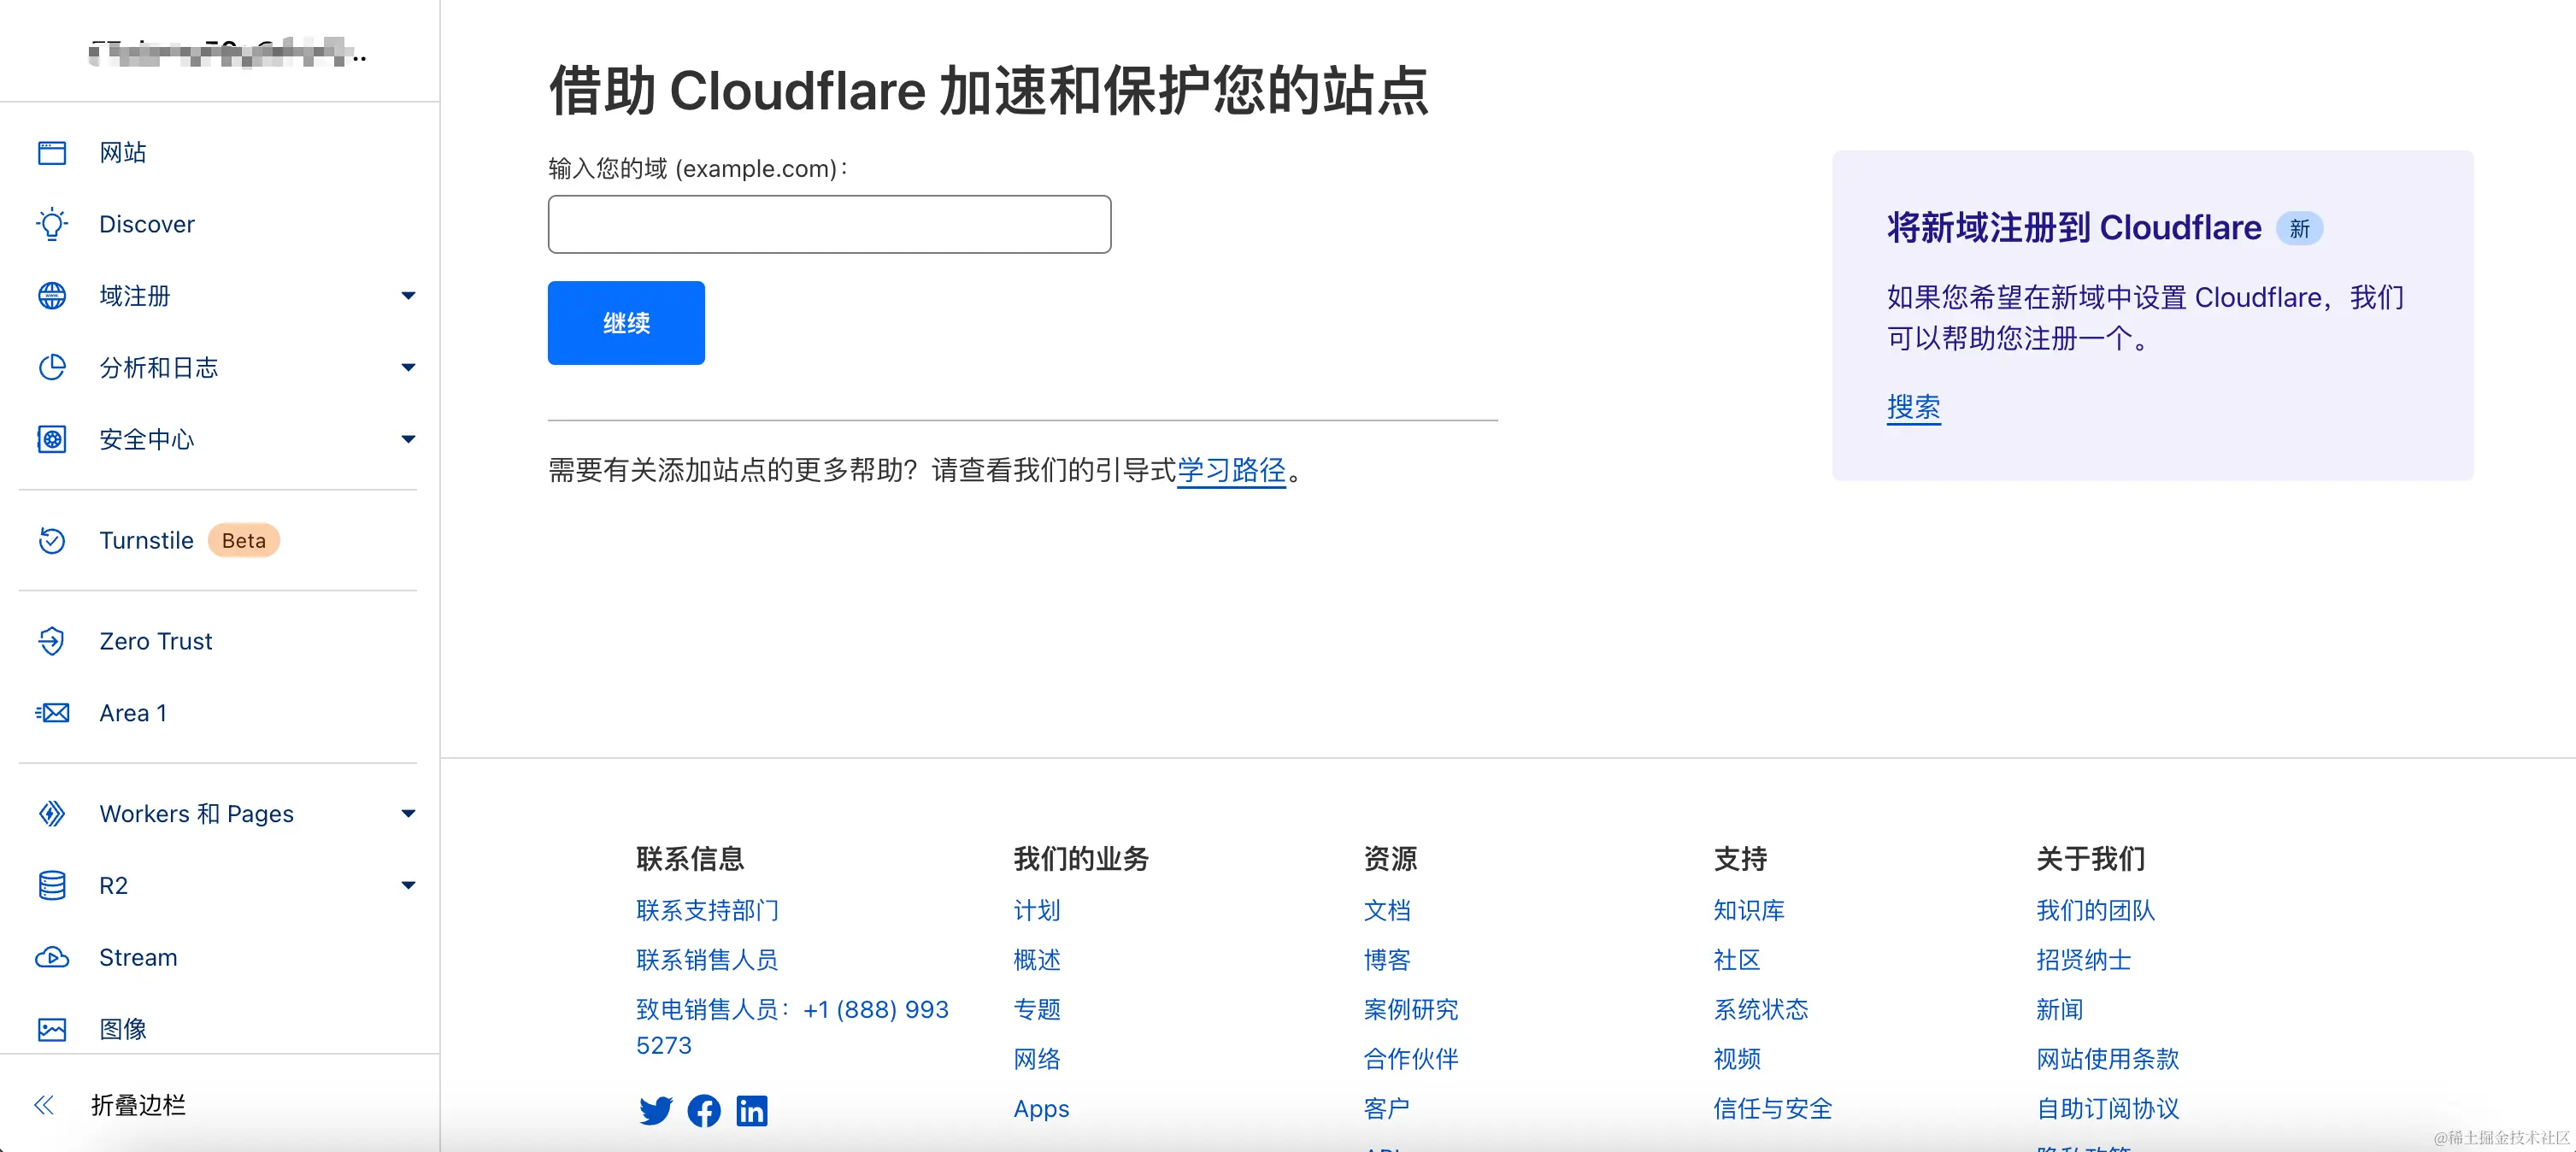 网站
Discover
域注册
分析和日志
安全中心
Turnstile Beta
Zero Trust
Area 1
Workers 和 Pages
R2
Stream
图像
折叠边栏
借助 Cloudflare 加速和保护您的站点
输入您的域 (example.com)：
继续
需要有关添加站点的更多帮助？请查看我们的引导式学习路径。
将新域注册到 Cloudflare 新
如果您希望在新域中设置 Cloudflare，我们
可以帮助您注册一个。
搜索
联系信息
联系支持部门
联系销售人员
致电销售人员：+1 (888) 993
5273
我们的业务
计划
概述
专题
网络
Apps
资源
文档
博客
案例研究
合作伙伴
客户
支持
知识库
社区
系统状态
视频
信任与安全
关于我们
我们的团队
招贤纳士
新闻
网站使用条款
自助订阅协议
@稀土掘金技术社区